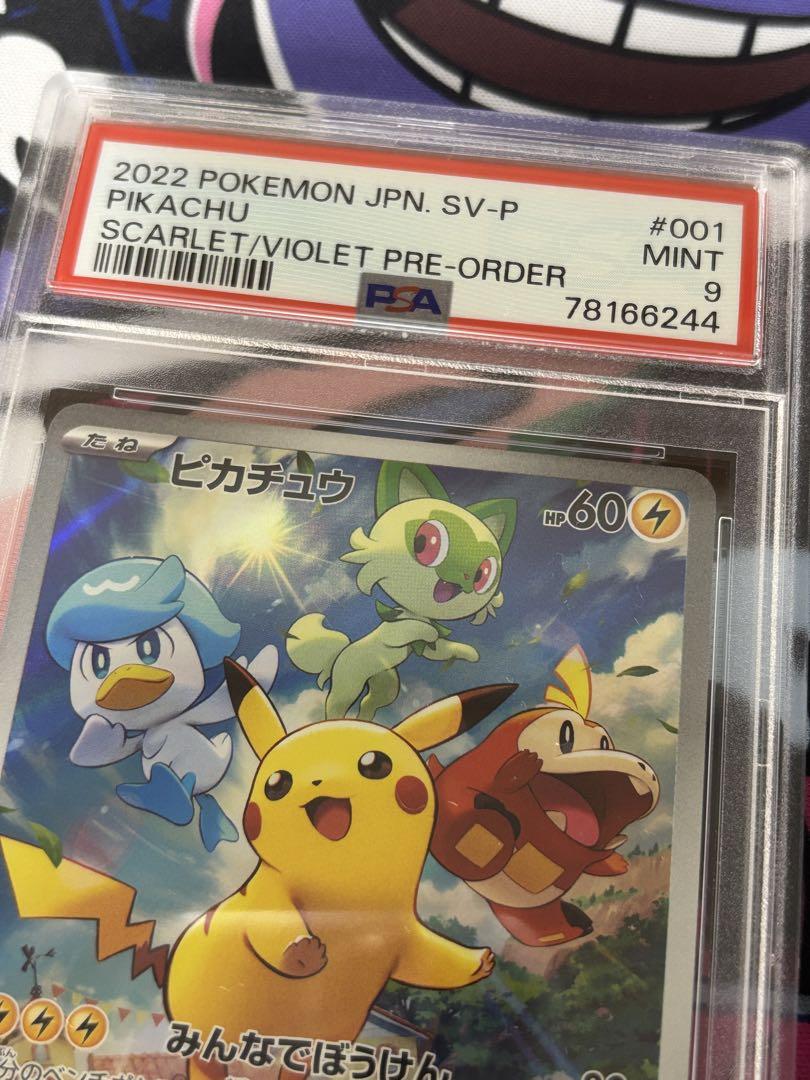 2022 POKEMON JPN. SV-P #001
PIKACHU MINT
SCARLET/VIOLET PRE-ORDER 9
PSA 78166244
たね ピカチュウ HP60
みんなでぼうけん